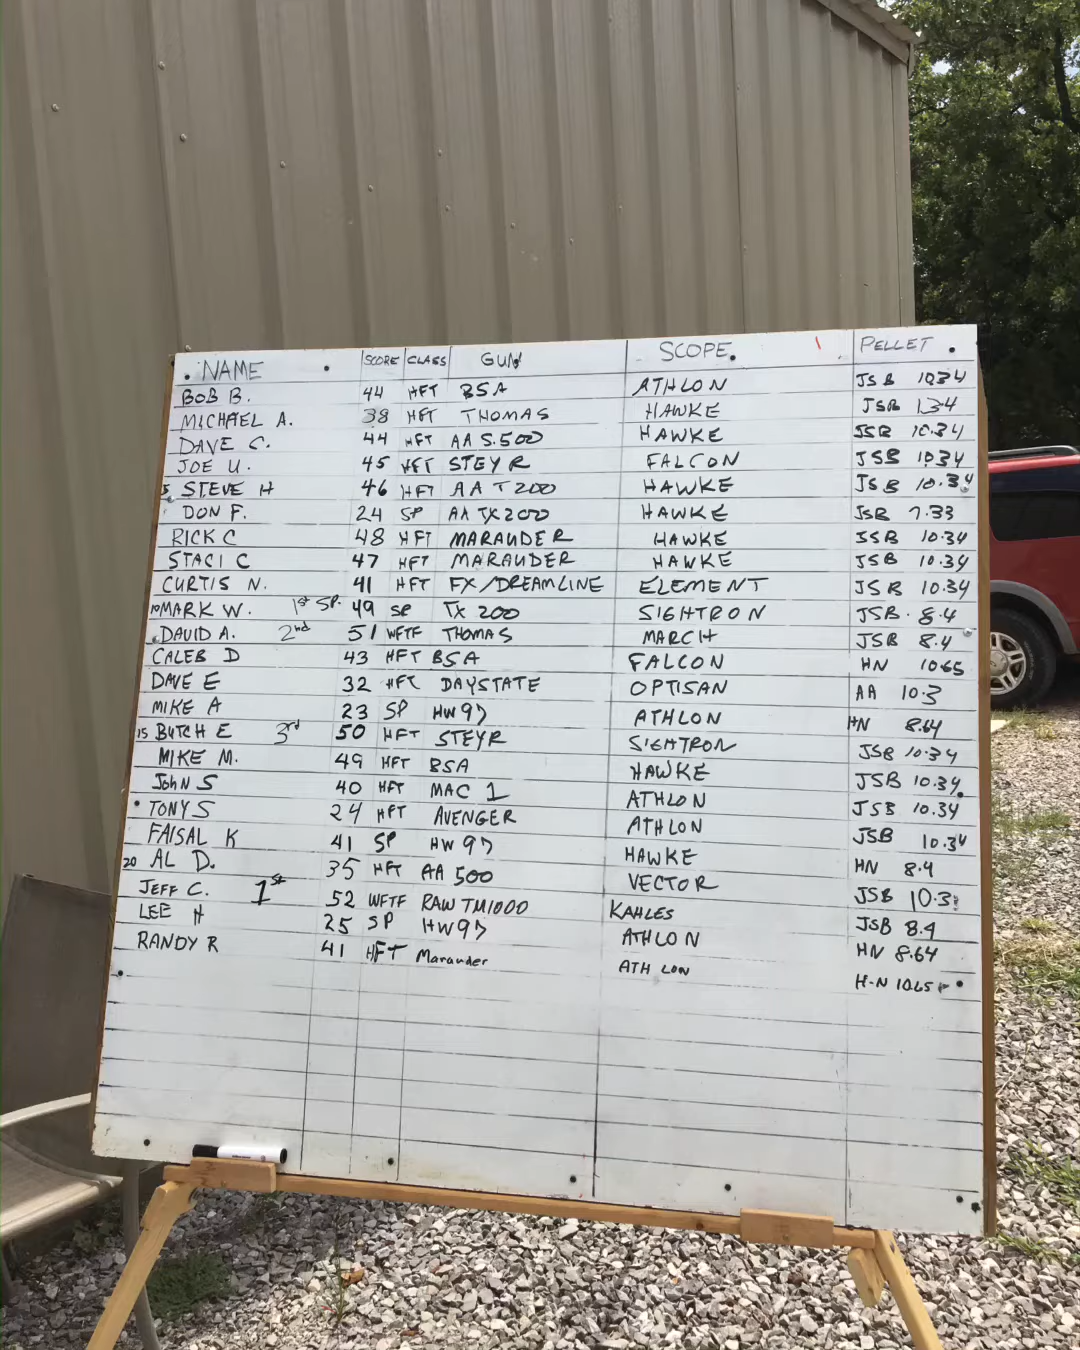 NAME SCORE CLASS GUN SCOPE PELLET
BOB B. 44 HFT BSA ATHLON JSB 10.34
MICHAEL A. 38 HFT THOMAS HAWKE JSB 134
DAVE C. 44 HFT AA S.500 HAWKE JSB 10.34
JOE U. 45 HFT STEYR FALCON JSB 10.34
5 STEVE H 46 HFT AA T200 HAWKE JSB 10.34
DON F. 24 SP AA TX200 HAWKE JSB 7.33
RICK C 48 HFT MARAUDER HAWKE JSB 10.34
STACI C 47 HFT MARAUDER HAWKE JSB 10.34
CURTIS N. 41 HFT FX/DREAMLINE ELEMENT JSB 10.34
10 MARK W. 1st SP. 49 SP TX 200 SIGHTRON JSB. 8.4
DAVID A. 2nd 51 WFTF THOMAS MARCH JSB 8.4
CALEB D 43 HFT BSA FALCON HN 10.65
DAVE E 32 HFT DAYSTATE OPTISAN AA 10.3
MIKE A 23 SP HW97 ATHLON HN 8.64
15 BUTCH E 3rd 50 HFT STEYR SIGHTRON JSB 10.34
MIKE M. 49 HFT BSA HAWKE JSB 10.34
JOHN S 40 HFT MAC 1 ATHLON JSB 10.34
TONY S 24 HFT AVENGER ATHLON JSB 10.34
FAISAL K 41 SP HW97 HAWKE HN 8.4
20 AL D. 35 HFT AA 500 VECTOR JSB 10.3
JEFF C. 1st 52 WFTF RAW TM1000 KAHLES JSB 8.4
LEE H 25 SP HW97 ATHLON HN 8.64
RANDY R 41 HFT Marauder ATHLON H-N 10.65